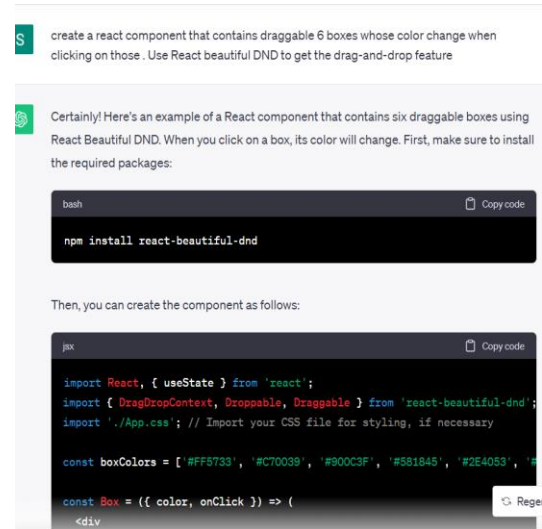 S
create a react component that contains draggable 6 boxes whose color change when
clicking on those . Use React beautiful DND to get the drag-and-drop feature
Certainly! Here's an example of a React component that contains six draggable boxes using
React Beautiful DND. When you click on a box, its color will change. First, make sure to install
the required packages:
bash Copy code
npm install react-beautiful-dnd
Then, you can create the component as follows:
jsx Copy code
import React, { useState } from 'react';
import { DragDropContext, Droppable, Draggable } from 'react-beautiful-dnd';
import './App.css'; // Import your CSS file for styling, if necessary
const boxColors = ['#FF5733', '#C70039', '#900C3F', '#581845', '#2E4053', '#
const Box = ({ color, onClick }) => (
Rege
<div